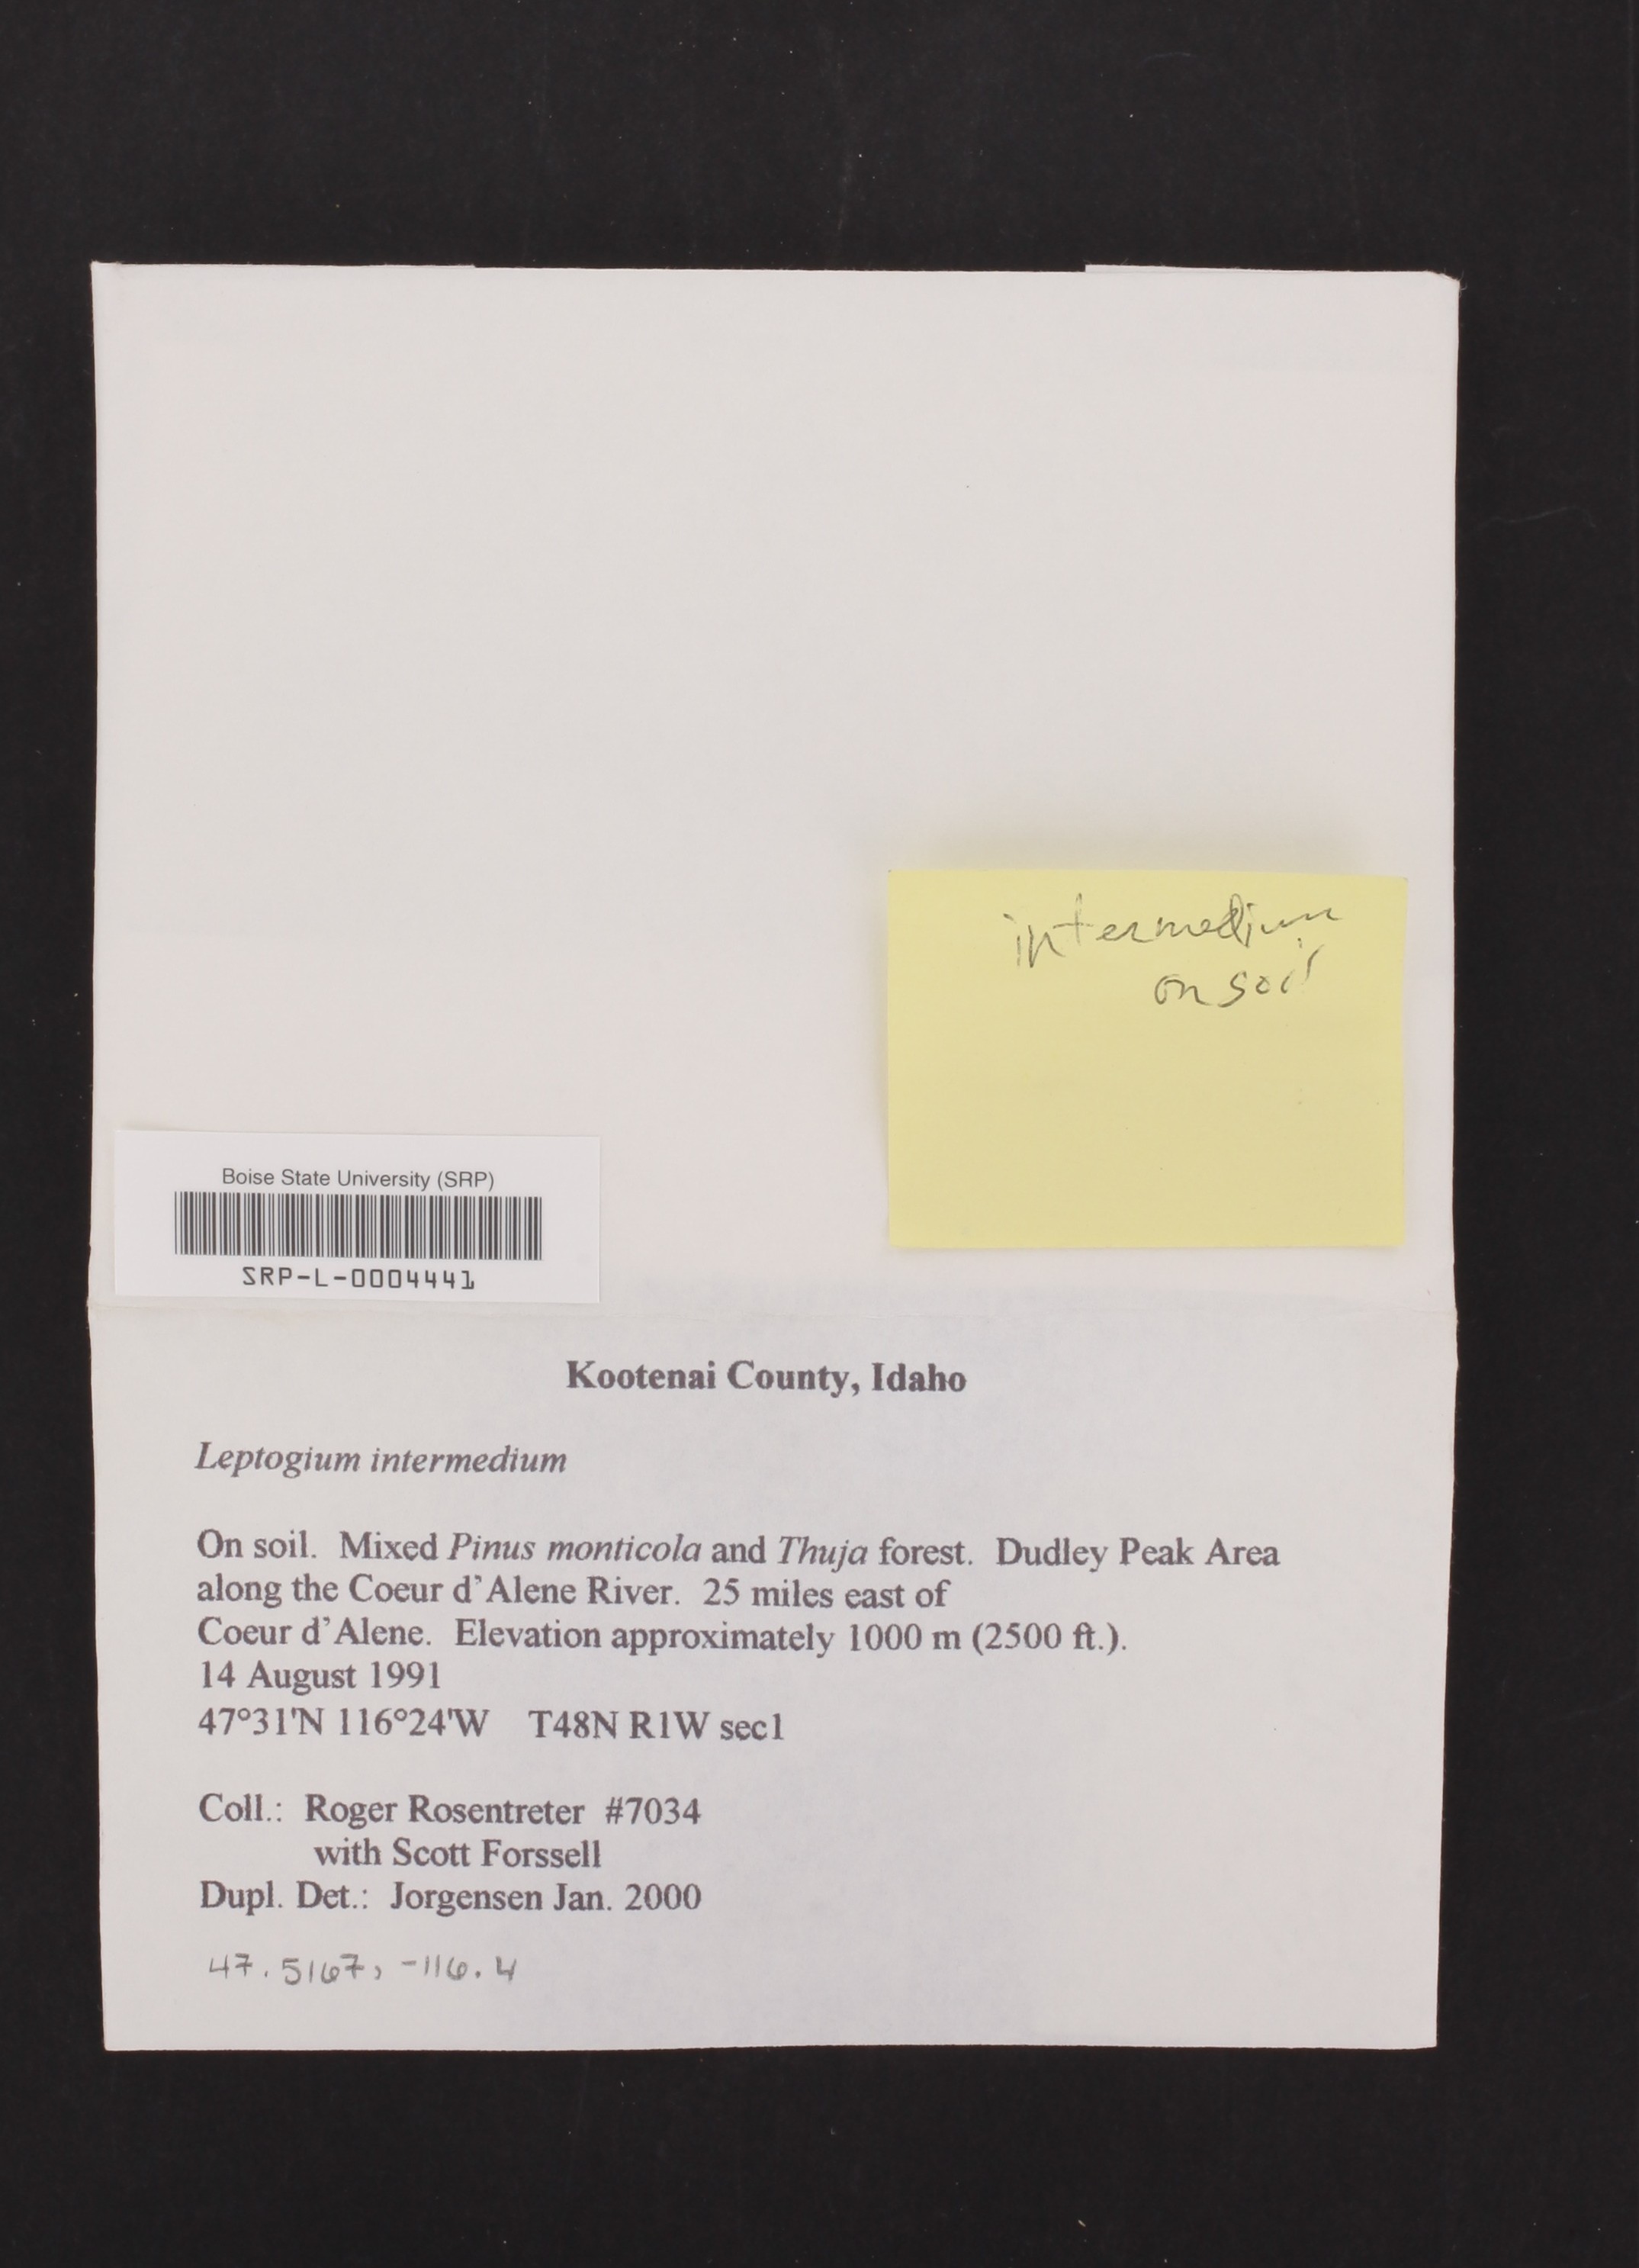 intermedium
on soil
Boise State University (SRP)
SRP-L-0004441
Kootenai County, Idaho
Leptogium intermedium
On soil. Mixed Pinus monticola and Thuja forest. Dudley Peak Area
along the Coeur d'Alene River. 25 miles east of
Coeur d'Alene. Elevation approximately 1000 m (2500 ft.).
14 August 1991
47°31'N 116°24'W T48N R1W sec1
Coll.: Roger Rosentreter #7034
with Scott Forssell
Dupl. Det.: Jorgensen Jan. 2000
47.5167, -116.4